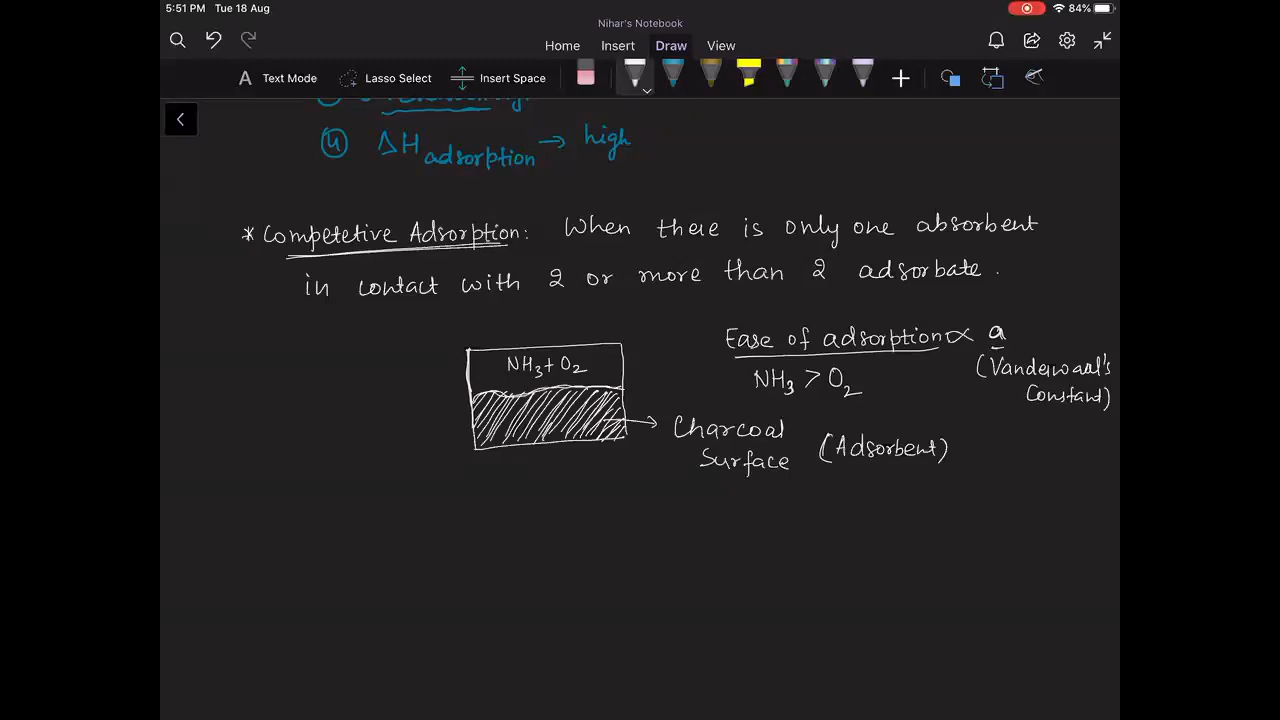 5:51 PM Tue 18 Aug
84%
Nihar's Notebook
Home Insert Draw View
A Text Mode Lasso Select Insert Space
4 ΔH adsorption → high
* Competetive Adsorption: When there is only one absorbent
in contact with 2 or more than 2 adsorbate.
NH3 + O2
Ease of adsorption ∝ a
(Vanderwaal's
Constant)
NH3 > O2
Charcoal
Surface (Adsorbent)